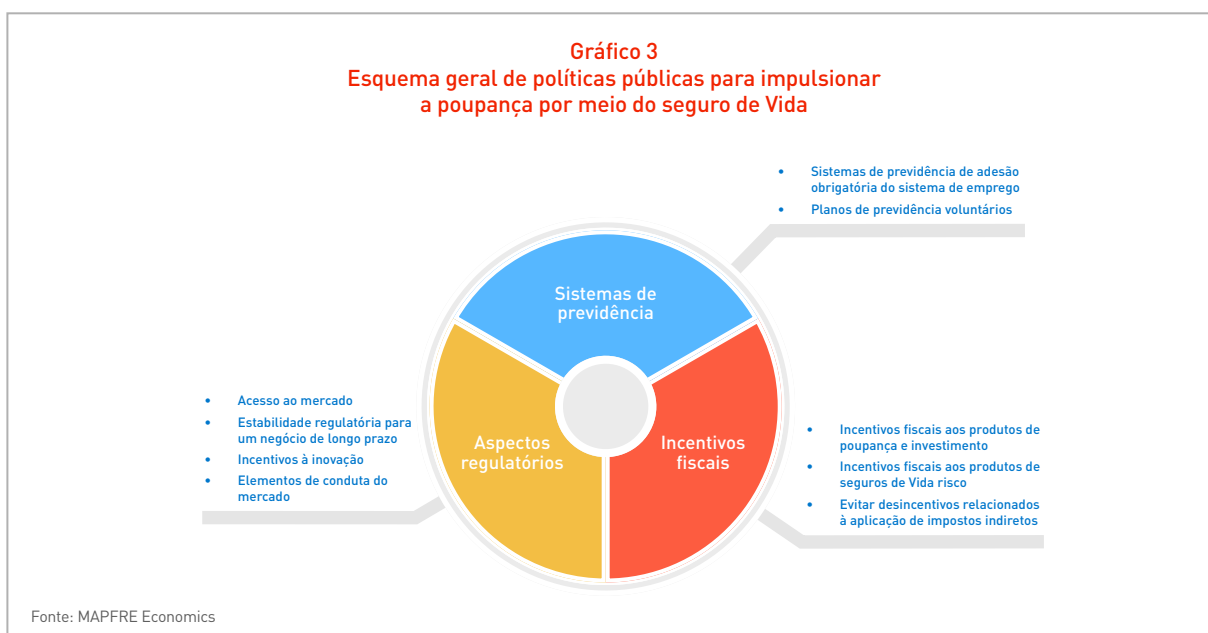 Gráfico 3
Esquema geral de políticas públicas para impulsionar
a poupança por meio do seguro de Vida
• Sistemas de previdência de adesão
obrigatória do sistema de emprego
• Planos de previdência voluntários
Sistemas de
previdência
• Acesso ao mercado
• Estabilidade regulatória para
um negócio de longo prazo
• Incentivos à inovação
• Elementos de conduta do
mercado
Aspectos
regulatórios
Incentivos
fiscais
• Incentivos fiscais aos produtos de
poupança e investimento
• Incentivos fiscais aos produtos de
seguros de Vida risco
• Evitar desincentivos relacionados
à aplicação de impostos indiretos
Fonte: MAPFRE Economics